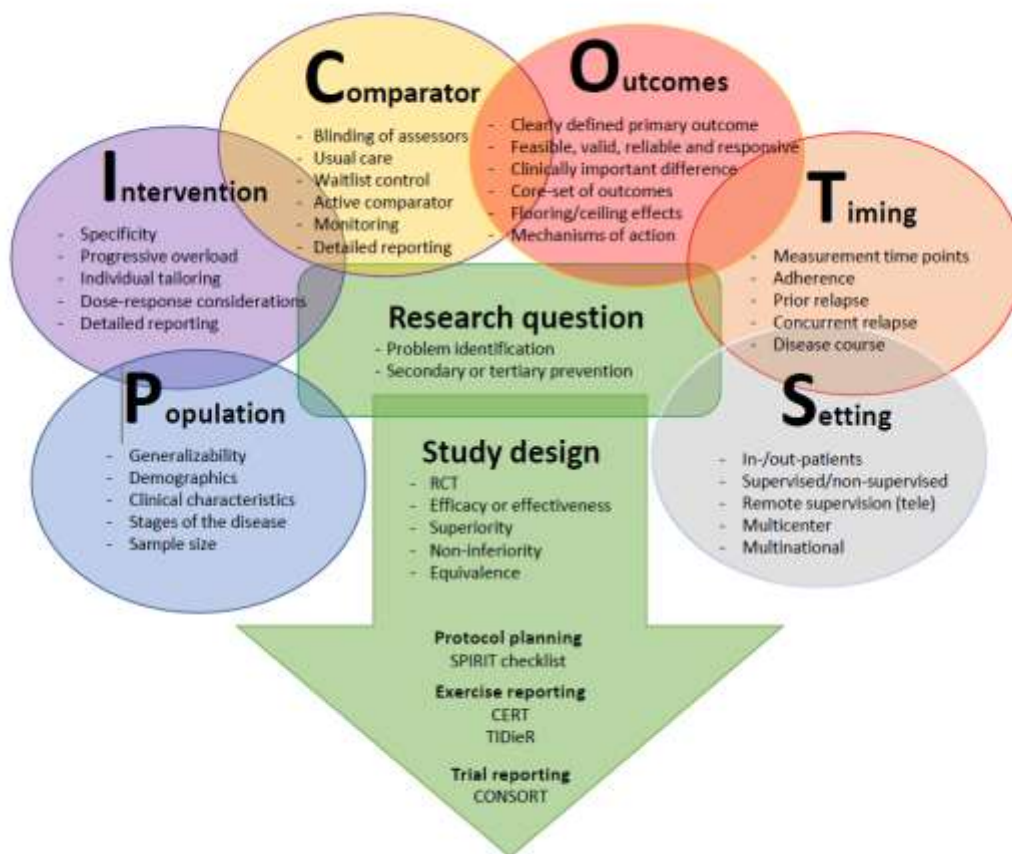 Population
- Generalizability
- Demographics
- Clinical characteristics
- Stages of the disease
- Sample size
Intervention
- Specificity
- Progressive overload
- Individual tailoring
- Dose-response considerations
- Detailed reporting
Comparator
- Blinding of assessors
- Usual care
- Waitlist control
- Active comparator
- Monitoring
- Detailed reporting
Outcomes
- Clearly defined primary outcome
- Feasible, valid, reliable and responsive
- Clinically important difference
- Core-set of outcomes
- Flooring/ceiling effects
- Mechanisms of action
Timing
- Measurement time points
- Adherence
- Prior relapse
- Concurrent relapse
- Disease course
Setting
- In-/out-patients
- Supervised/non-supervised
- Remote supervision (tele)
- Multicenter
- Multinational
Research question
- Problem identification
- Secondary or tertiary prevention
Study design
- RCT
- Efficacy or effectiveness
- Superiority
- Non-inferiority
- Equivalence
Protocol planning
SPIRIT checklist
Exercise reporting
CERT
TIDieR
Trial reporting
CONSORT